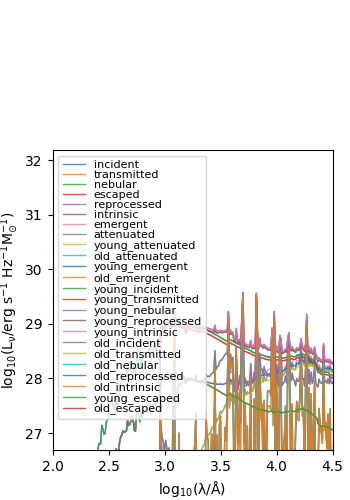 log₁₀(Lᵥ/erg s⁻¹ Hz⁻¹M⊙⁻¹)
32
31
30
29
28
27
incident
transmitted
nebular
escaped
reprocessed
intrinsic
emergent
attenuated
young_attenuated
old_attenuated
young_emergent
old_emergent
young_incident
young_transmitted
young_nebular
young_reprocessed
young_intrinsic
old_incident
old_transmitted
old_nebular
old_reprocessed
old_intrinsic
young_escaped
old_escaped
2.0 2.5 3.0 3.5 4.0 4.5
log₁₀(λ/Å)